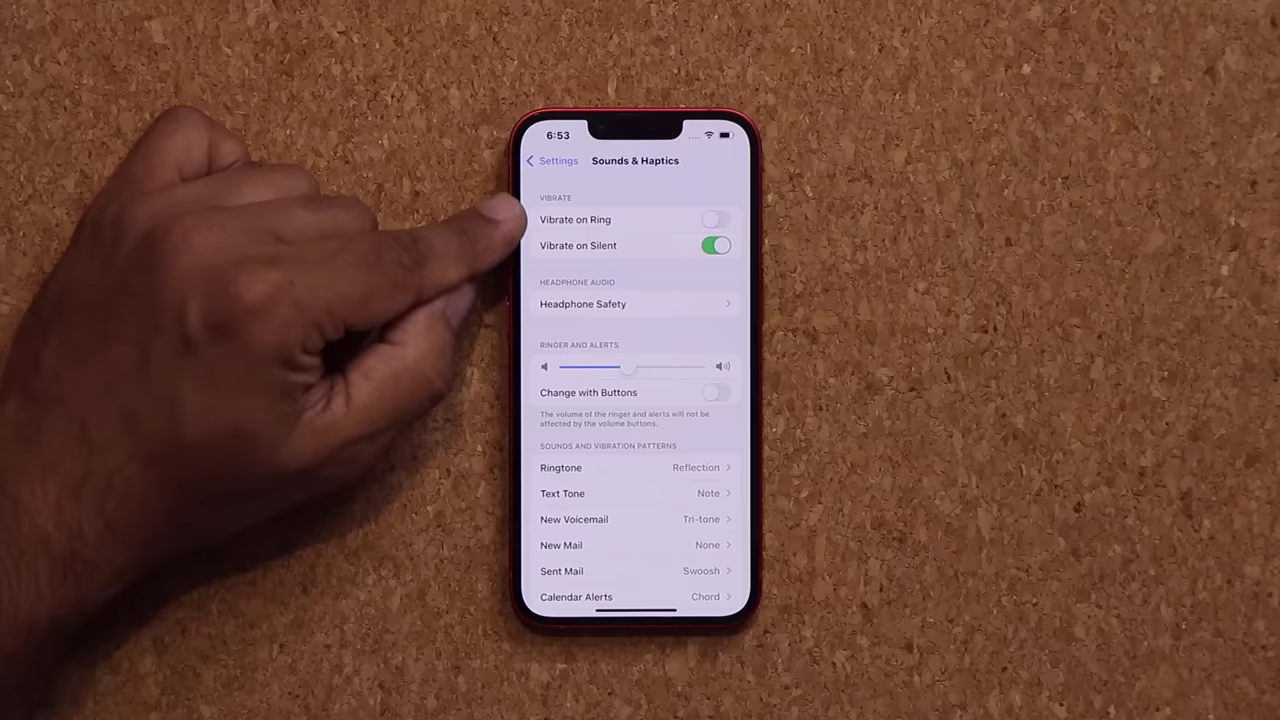 6:53
Settings Sounds & Haptics
VIBRATE
Vibrate on Ring
Vibrate on Silent
HEADPHONE AUDIO
Headphone Safety
RINGER AND ALERTS
Change with Buttons
The volume of the ringer and alerts will not be
affected by the volume buttons.
SOUNDS AND VIBRATION PATTERNS
Ringtone Reflection
Text Tone Note
New Voicemail Tri-tone
New Mail None
Sent Mail Swoosh
Calendar Alerts Chord